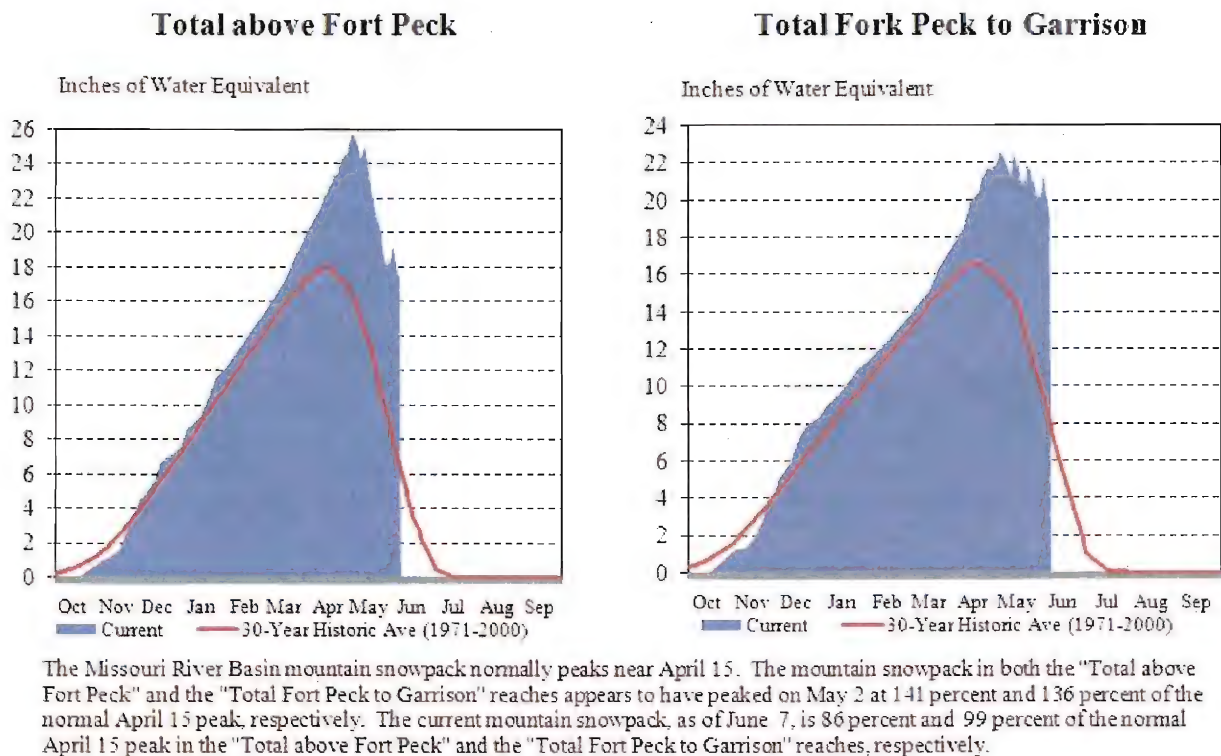 Total above Fort Peck
Inches of Water Equivalent
26
24
22
20
18
16
14
12
10
8
6
4
2
0
Oct Nov Dec Jan Feb Mar Apr May Jun Jul Aug Sep
Current 30-Year Historic Ave (1971-2000)
Total Fork Peck to Garrison
Inches of Water Equivalent
24
22
20
18
16
14
12
10
8
6
4
2
0
Oct Nov Dec Jan Feb Mar Apr May Jun Jul Aug Sep
Current 30-Year Historic Ave (1971-2000)
The Missouri River Basin mountain snowpack normally peaks near April 15. The mountain snowpack in both the "Total above
Fort Peck" and the "Total Fort Peck to Garrison" reaches appears to have peaked on May 2 at 141 percent and 136 percent of the
normal April 15 peak, respectively. The current mountain snowpack, as of June 7, is 86 percent and 99 percent of the normal
April 15 peak in the "Total above Fort Peck" and the "Total Fort Peck to Garrison" reaches, respectively.